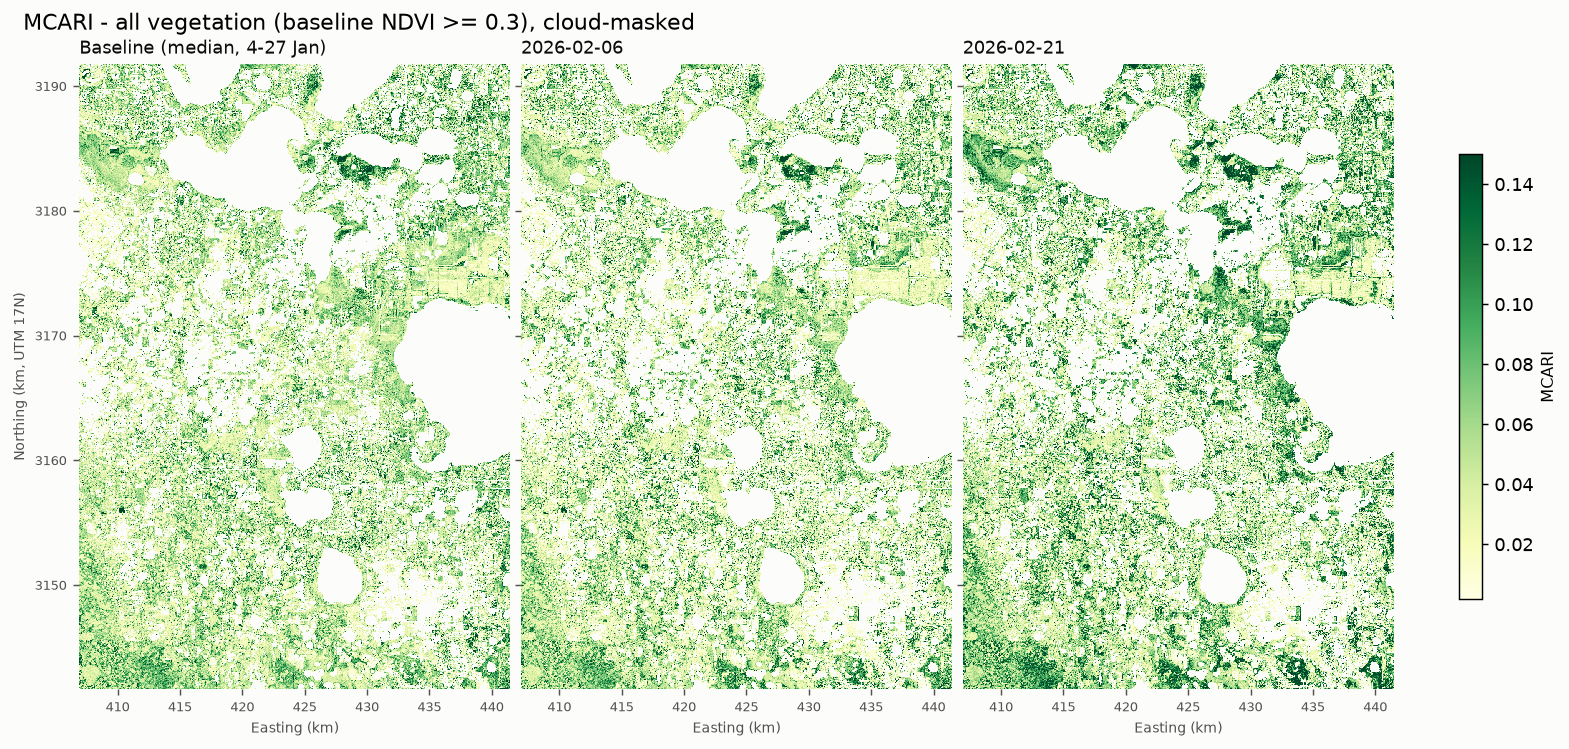 MCARI - all vegetation (baseline NDVI >= 0.3), cloud-masked
Baseline (median, 4-27 Jan)
2026-02-06
2026-02-21
3190
3180
3170
3160
3150
Northing (km, UTM 17N)
410 415 420 425 430 435 440
410 415 420 425 430 435 440
410 415 420 425 430 435 440
Easting (km)
Easting (km)
Easting (km)
0.14
0.12
0.10
0.08
0.06
0.04
0.02
MCARI